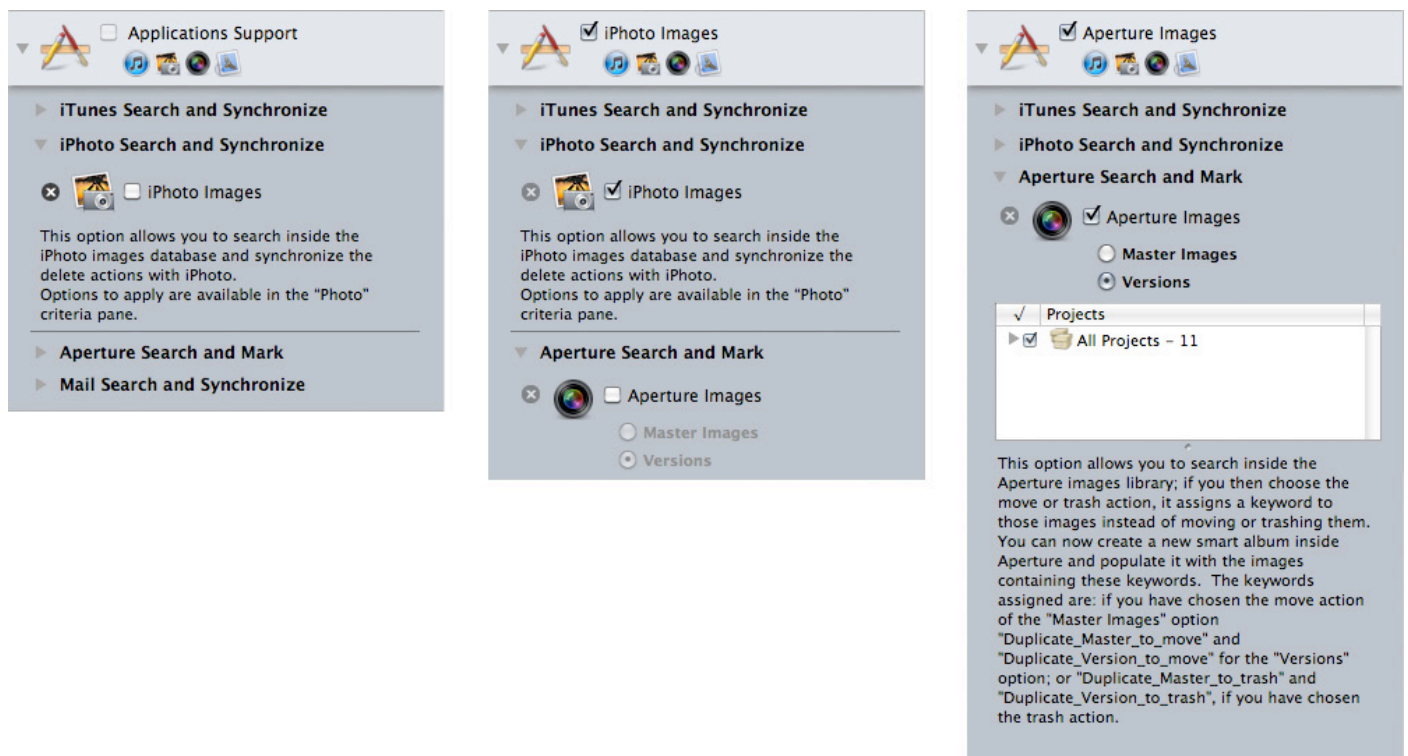 Applications Support
iTunes Search and Synchronize
iPhoto Search and Synchronize
iPhoto Images
This option allows you to search inside the
iPhoto images database and synchronize the
delete actions with iPhoto.
Options to apply are available in the "Photo"
criteria pane.
Aperture Search and Mark
Mail Search and Synchronize
iPhoto Images
iTunes Search and Synchronize
iPhoto Search and Synchronize
iPhoto Images
This option allows you to search inside the
iPhoto images database and synchronize the
delete actions with iPhoto.
Options to apply are available in the "Photo"
criteria pane.
Aperture Search and Mark
Aperture Images
Master Images
Versions
Aperture Images
iTunes Search and Synchronize
iPhoto Search and Synchronize
Aperture Search and Mark
Aperture Images
Master Images
Versions
√ Projects
All Projects – 11
This option allows you to search inside the
Aperture images library; if you then choose the
move or trash action, it assigns a keyword to
those images instead of moving or trashing them.
You can now create a new smart album inside
Aperture and populate it with the images
containing these keywords.  The keywords
assigned are: if you have chosen the move action
of the "Master Images" option
"Duplicate_Master_to_move" and
"Duplicate_Version_to_move" for the "Versions"
option; or "Duplicate_Master_to_trash" and
"Duplicate_Version_to_trash", if you have chosen
the trash action.